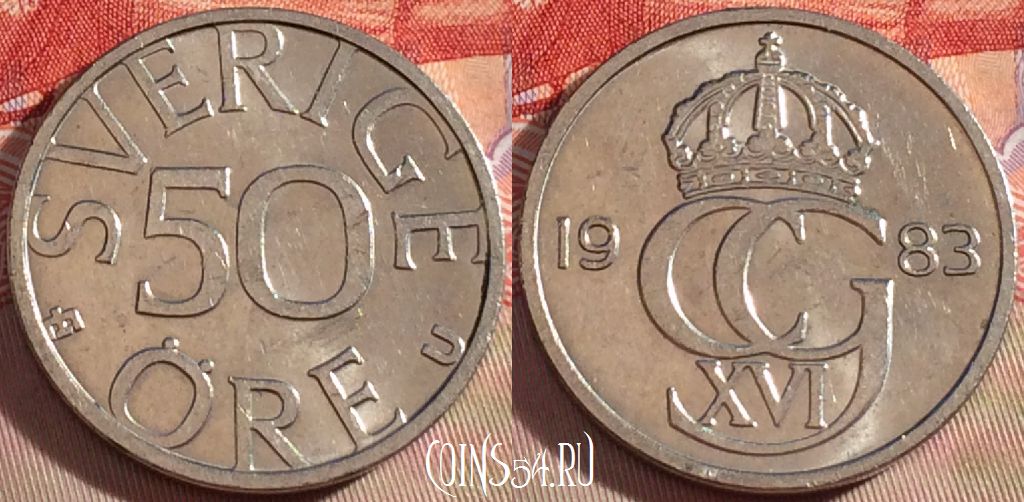 SVERIGE
50
ÖRE
Ł U
19 83
CG
XVI
COINS54.RU